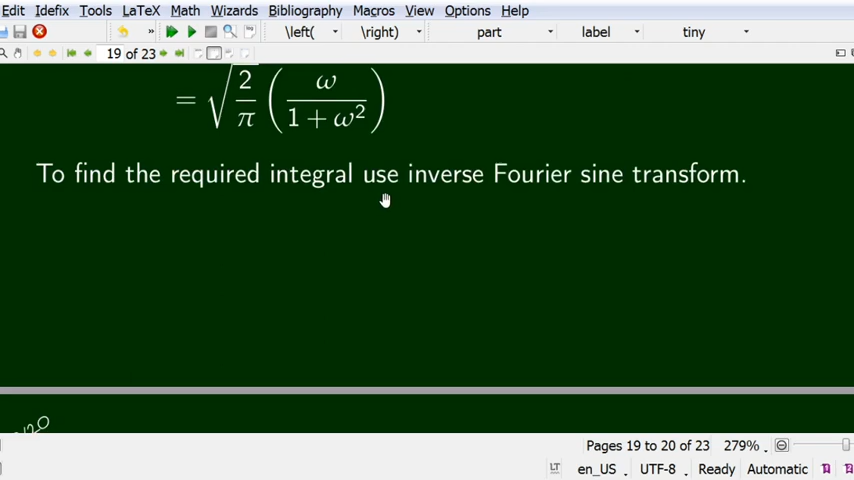 Edit Idefix Tools LaTeX Math Wizards Bibliography Macros View Options Help
» \left( \right) part label tiny
19 of 23
= √(2/π) (ω/(1 + ω²))
To find the required integral use inverse Fourier sine transform.
Pages 19 to 20 of 23 279%
LT en_US UTF-8 Ready Automatic